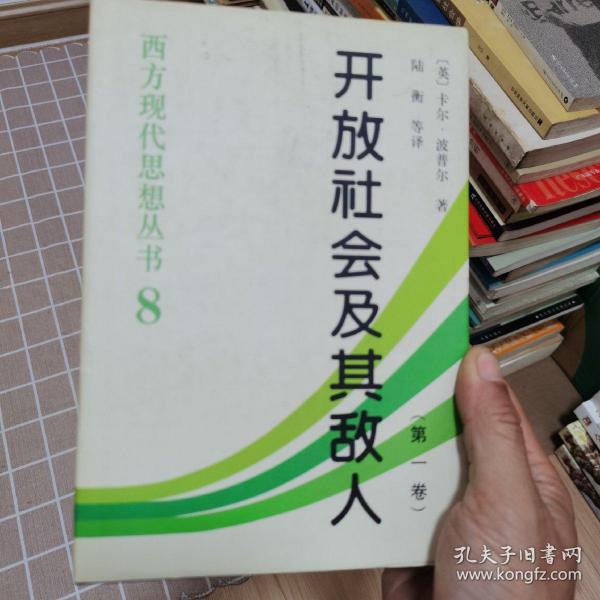 [英]卡尔·波普尔 著
陆衡 等译
开放社会及其敌人
（第一卷）
西方现代思想丛书 8
孔夫子旧书网
www.kongfz.com